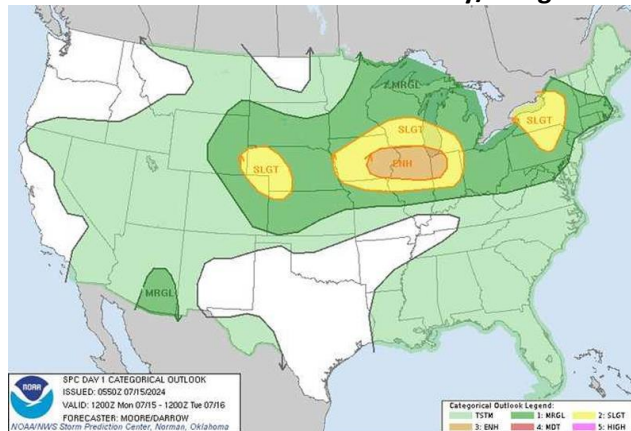 MRGL
SLGT
SLGT
SLGT
ENH
MRGL
NOAA
SPC DAY 1 CATEGORICAL OUTLOOK
ISSUED: 0550Z 07/15/2024
VALID: 1200Z Mon 07/15 - 1200Z Tue 07/16
FORECASTER: MOORE/DARROW
NOAA/NWS Storm Prediction Center, Norman, Oklahoma
Categorical Outlook Legend:
TSTM 1: MRGL 2: SLGT
3: ENH 4: MDT 5: HIGH